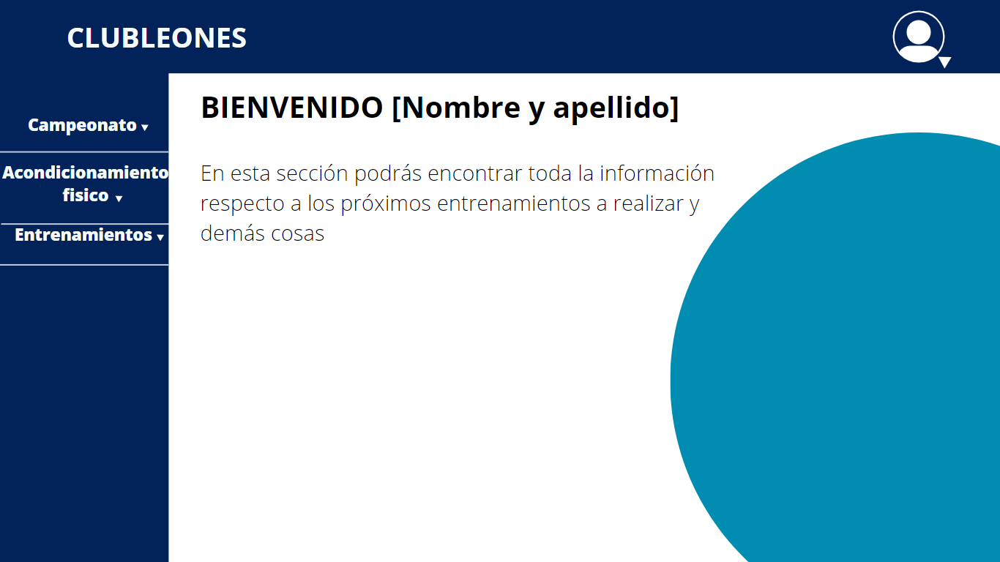 CLUBLEONES
Campeonato
Acondicionamiento
fisico
Entrenamientos
BIENVENIDO [Nombre y apellido]
En esta sección podrás encontrar toda la información
respecto a los próximos entrenamientos a realizar y
demás cosas